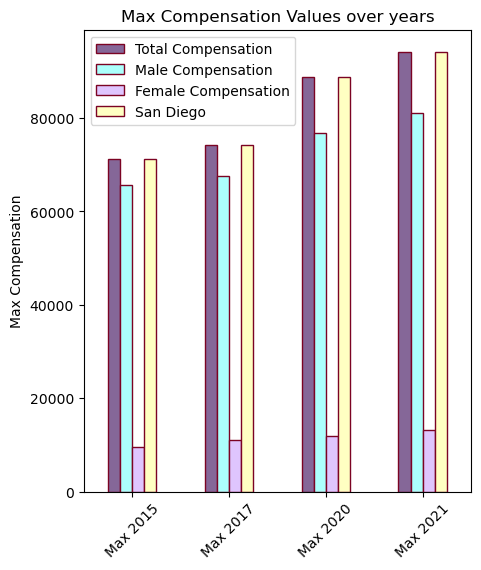 Max Compensation Values over years
Total Compensation
Male Compensation
Female Compensation
San Diego
Max Compensation
80000
60000
40000
20000
0
Max 2015
Max 2017
Max 2020
Max 2021